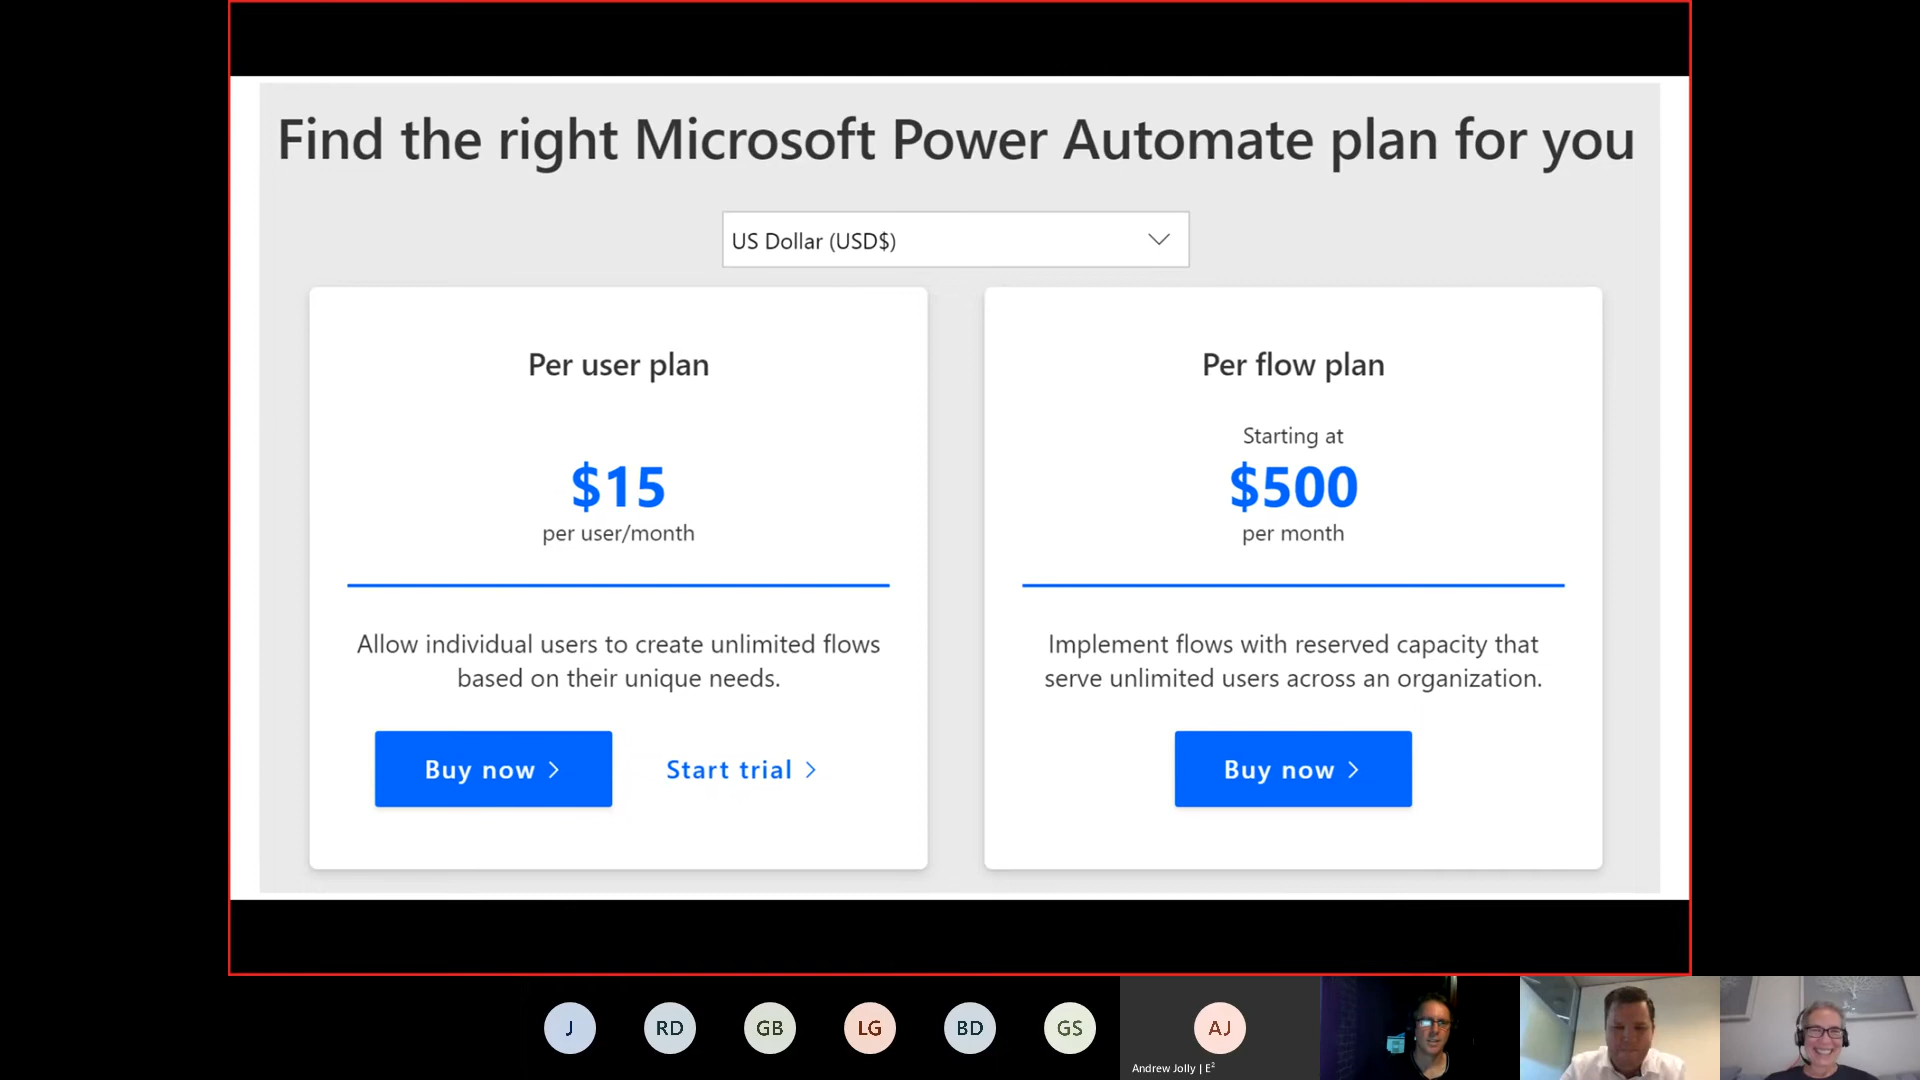 Find the right Microsoft Power Automate plan for you
US Dollar (USD$)
Per user plan
$15
per user/month
Allow individual users to create unlimited flows
based on their unique needs.
Buy now
Start trial
Per flow plan
Starting at
$500
per month
Implement flows with reserved capacity that
serve unlimited users across an organization.
Buy now
J
RD
GB
LG
BD
GS
AJ
Andrew Jolly | E²